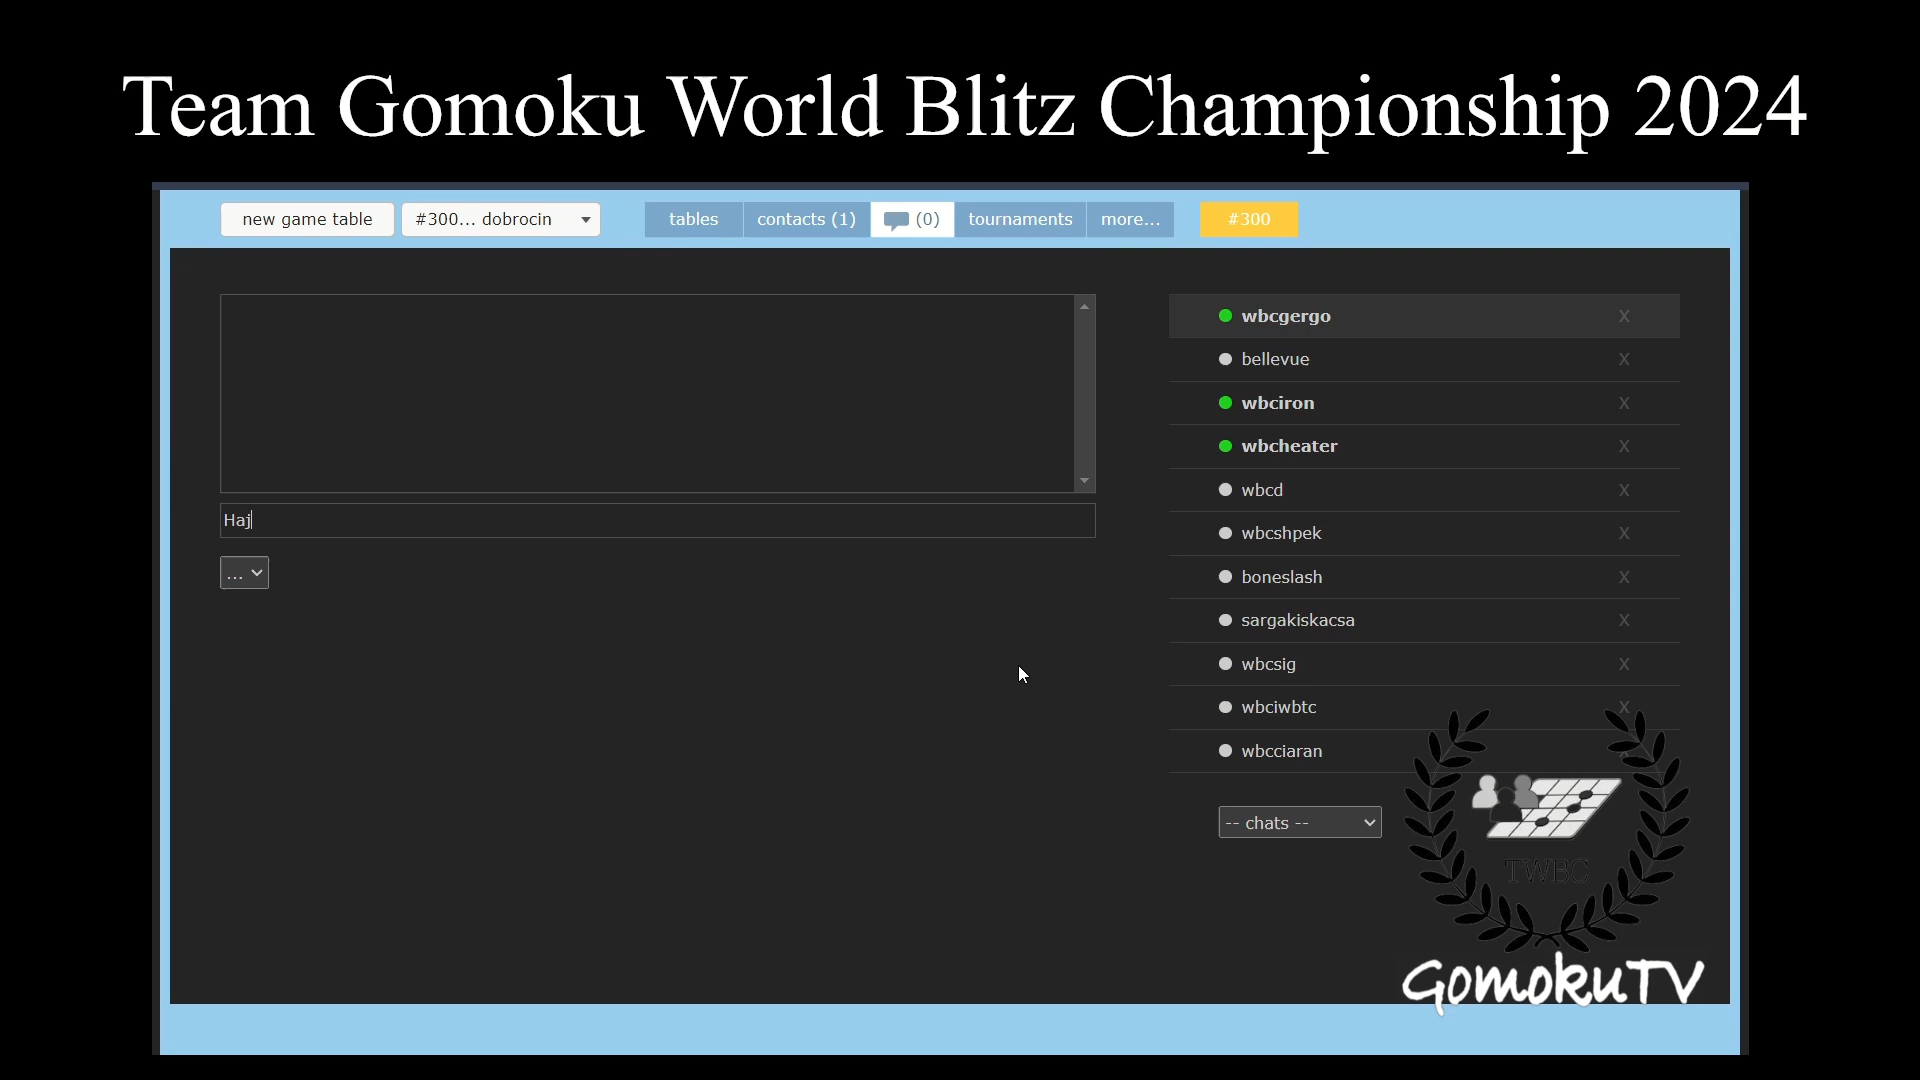 Team Gomoku World Blitz Championship 2024
new game table
#300... dobrocin
tables
contacts (1)
(0)
tournaments
more...
#300
Haj
...
wbcgergo X
bellevue X
wbciron X
wbcheater X
wbcd X
wbcshpek X
boneslash X
sargakiskacsa X
wbcsig X
wbciwbtc X
wbcciaran X
-- chats --
TWBC
GomokuTV